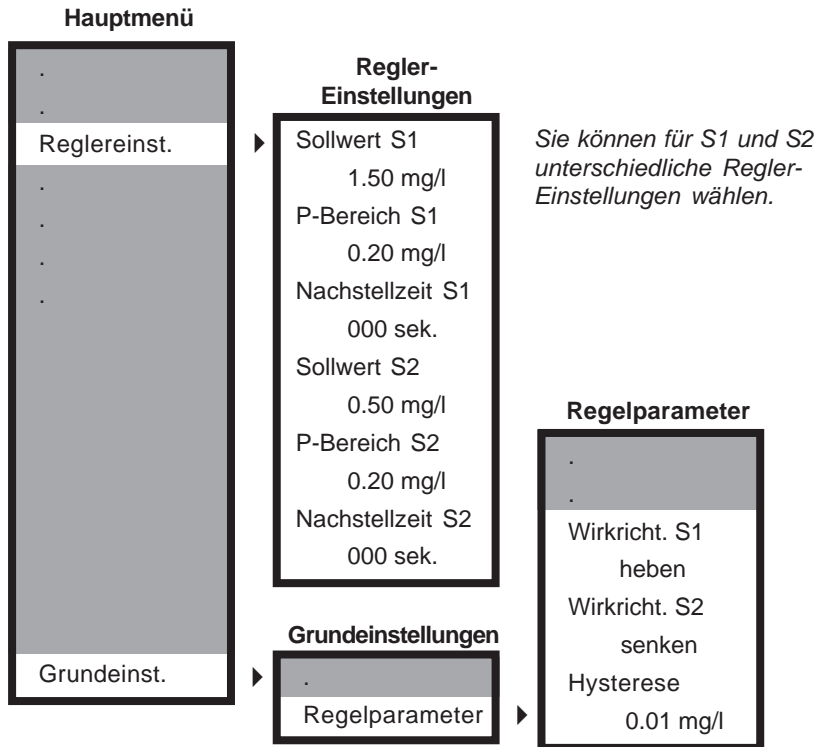 Hauptmenü
.
.
Reglereinst.
.
.
.
.
Grundeinst.
Regler-
Einstellungen
Sollwert S1
1.50 mg/l
P-Bereich S1
0.20 mg/l
Nachstellzeit S1
000 sek.
Sollwert S2
0.50 mg/l
P-Bereich S2
0.20 mg/l
Nachstellzeit S2
000 sek.
Sie können für S1 und S2
unterschiedliche Regler-
Einstellungen wählen.
Grundeinstellungen
.
Regelparameter
Regelparameter
.
.
Wirkricht. S1
heben
Wirkricht. S2
senken
Hysterese
0.01 mg/l